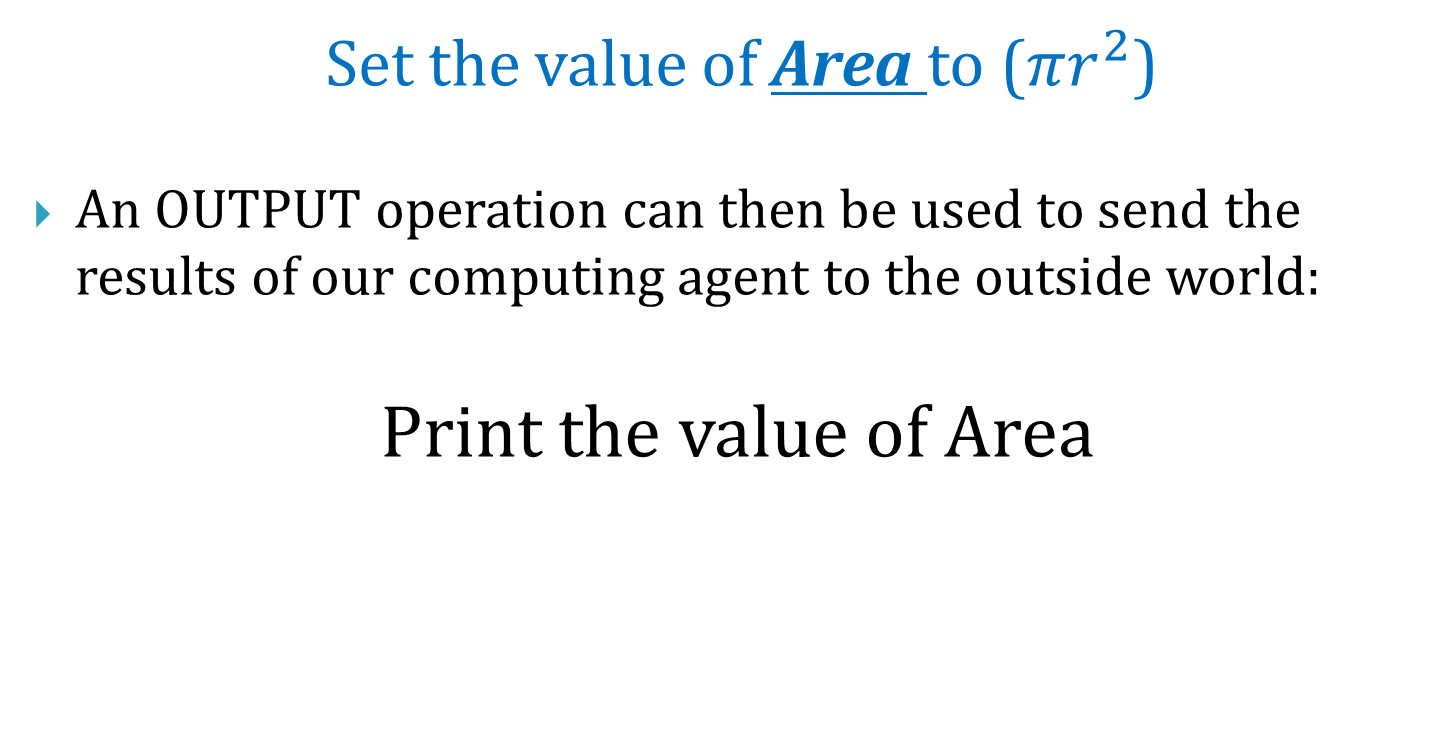 Set the value of Area to (πr²)
An OUTPUT operation can then be used to send the
results of our computing agent to the outside world:
Print the value of Area